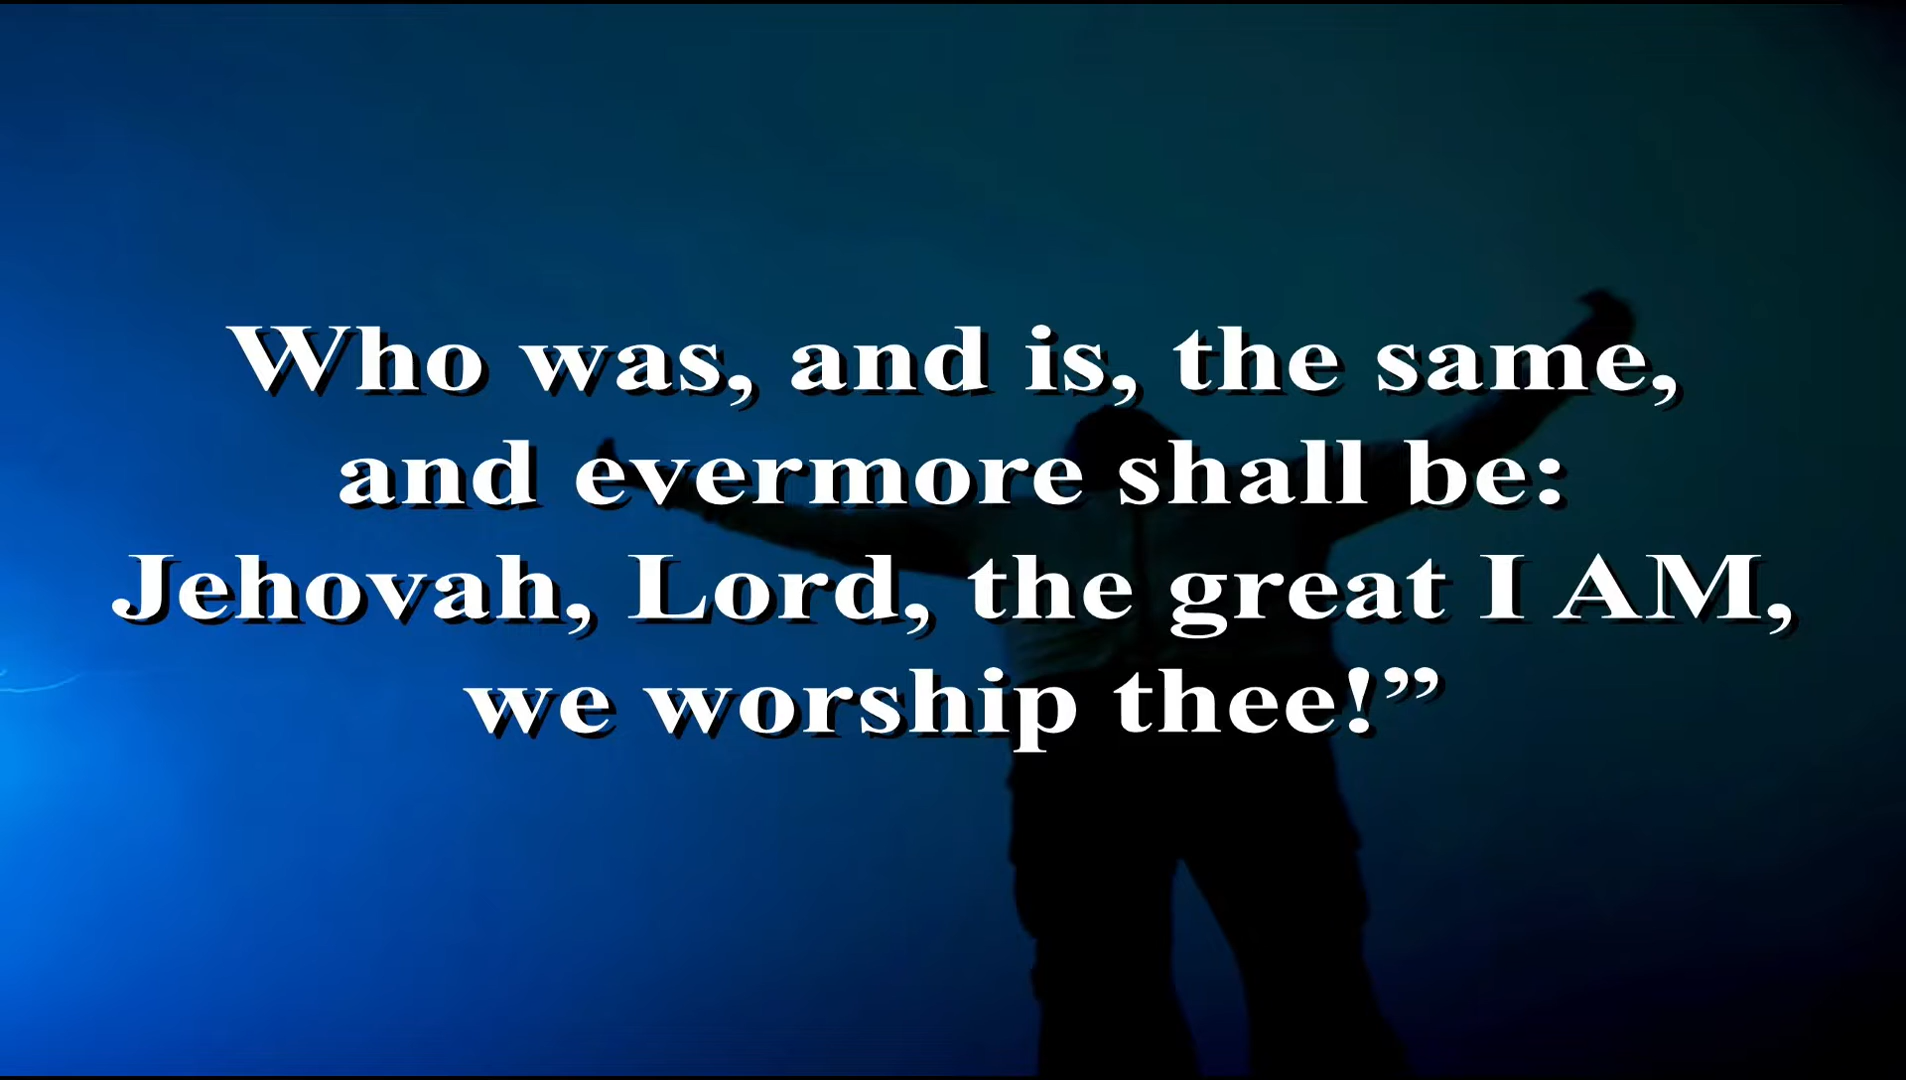 Who was, and is, the same,
and evermore shall be:
Jehovah, Lord, the great I AM,
we worship thee!”